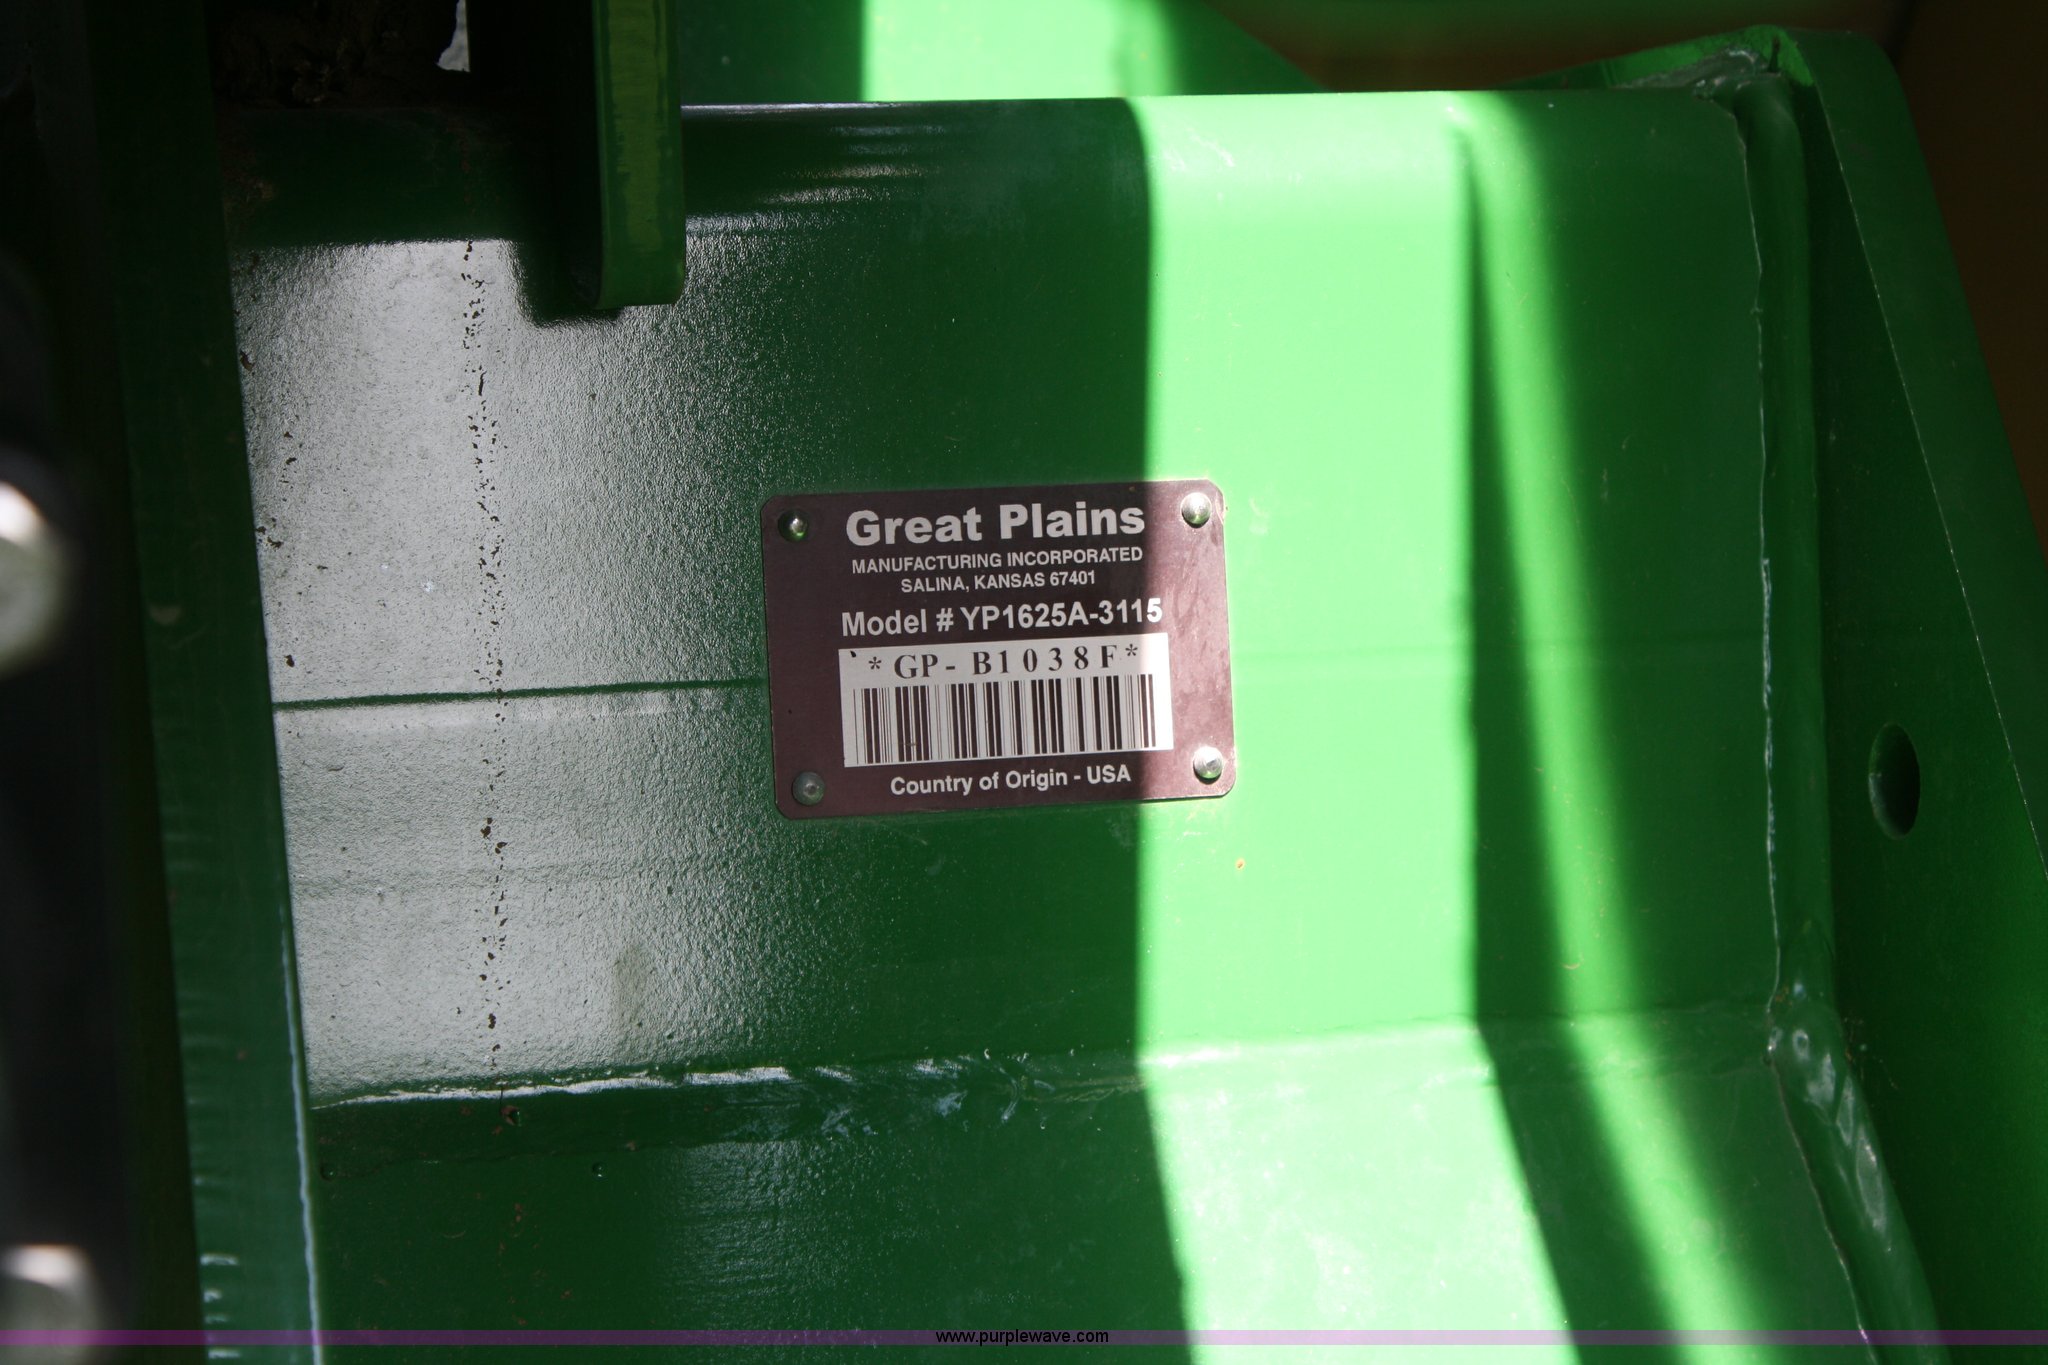 Great Plains
MANUFACTURING INCORPORATED
SALINA, KANSAS 67401
Model # YP1625A-3115
*GP-B1038F*
Country of Origin - USA
www.purplewave.com